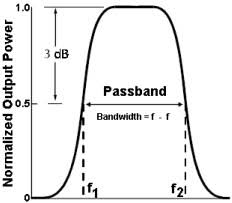 Normalized Output Power
1.0
3 dB
0.5
Passband
Bandwidth = f - f
0
f1
f2